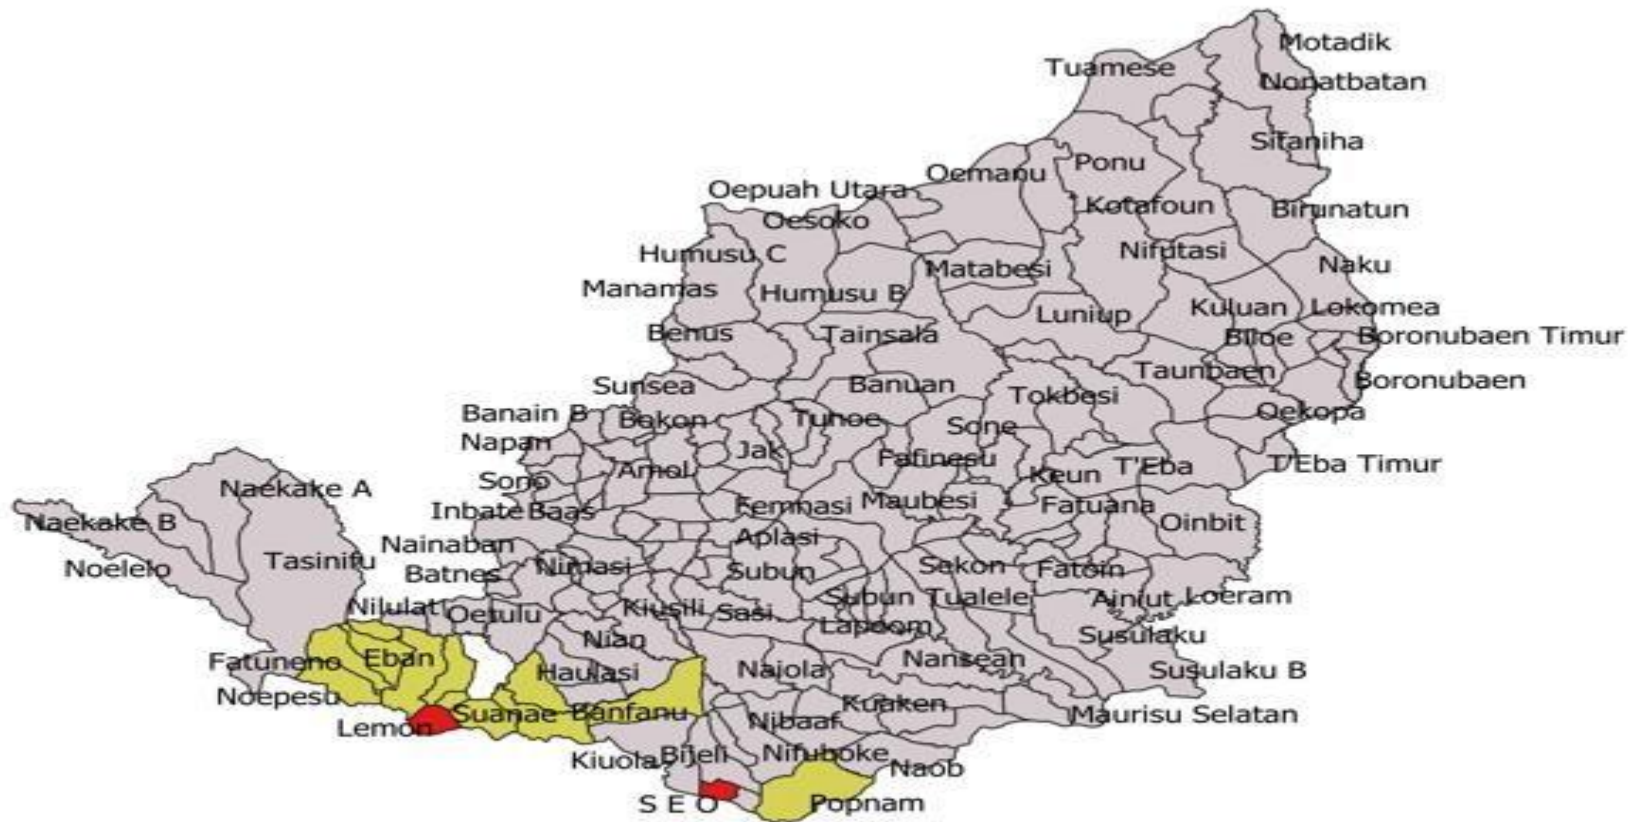 Motadik
Tuamese
Nonatbatan
Sifaniha
Ponu
Oemanu
Oepuah Utara
Kotafoun
Birunatun
Oesoko
Humusu C
Nifutasi
Naku
Matabesi
Manamas
Humusu B
Kuluan
Lokomea
Luniup
Benus
Tainsala
Biloe
Boronubaen Timur
Taunbaen
Boronubaen
Sunsea
Banuan
Tokbesi
Banain B
Bokon
Tunoe
Oekopa
Sone
Napan
Jak
Fafinesu
T'Eba
T'Eba Timur
Amol
Keun
Sono
Naekake A
Maubesi
Femnasi
Fatuana
Inbate
Baas
Naekake B
Oinbit
Aplasi
Nainaban
Tasinifu
Noelelo
Batnes
Nimasi
Subun
Sekon
Fatoin
Nilulat
Oetulu
Kiusili
Sasi
Subun Tualele
Ainiut
Loeram
Lapeom
Nian
Susulaku
Fatuneno
Eban
Haulasi
Naiola
Nansean
Susulaku B
Noepesu
Kuaken
Lemon
Suanae
Banfanu
Nibaaf
Maurisu Selatan
Kiuola
Bijeli
Nifuboke
Naob
S E O
Popnam